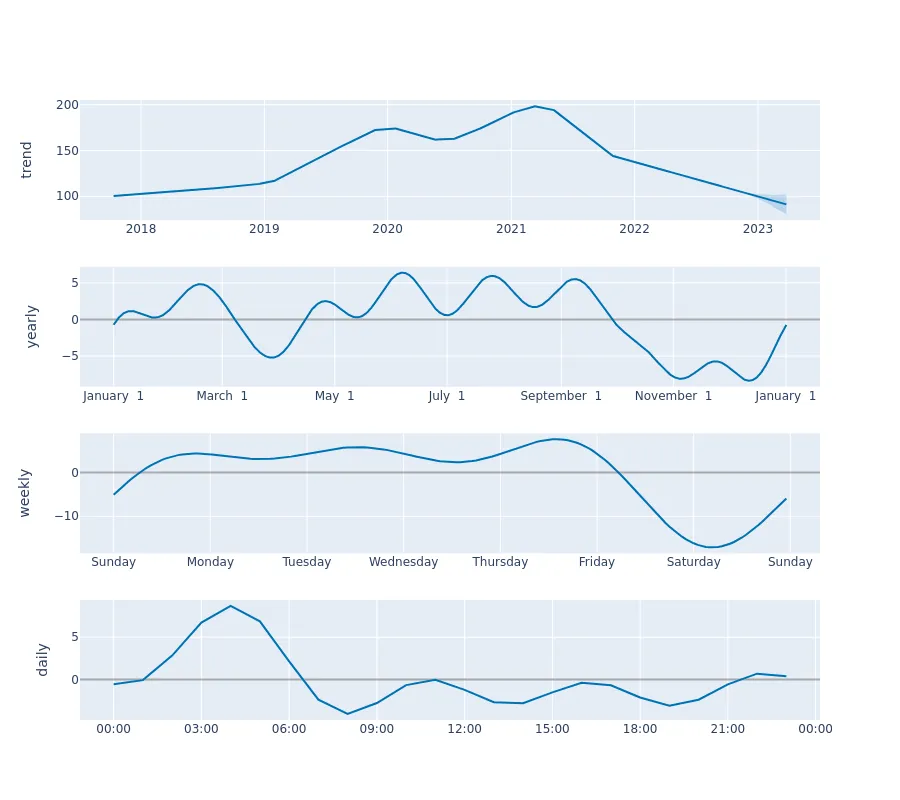 trend
200
150
100
2018 2019 2020 2021 2022 2023
yearly
5
0
−5
January 1 March 1 May 1 July 1 September 1 November 1 January 1
weekly
0
−10
Sunday Monday Tuesday Wednesday Thursday Friday Saturday Sunday
daily
5
0
00:00 03:00 06:00 09:00 12:00 15:00 18:00 21:00 00:00